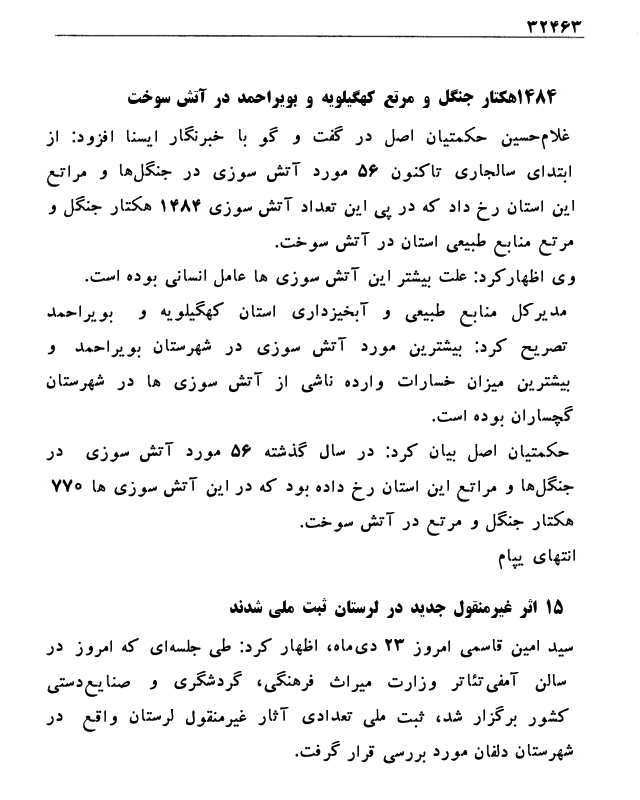 ۳۲۴۶۳
۱۴۸۴هکتار جنگل و مرتع کهگیلویه و بویراحمد در آتش سوخت
غلام‌حسین حکمتیان اصل در گفت و گو با خبرنگار ایسنا افزود: از
ابتدای سالجاری تاکنون ۵۶ مورد آتش سوزی در جنگل‌ها و مراتع
این استان رخ داد که در پی این تعداد آتش سوزی ۱۴۸۴ هکتار جنگل و
مرتع منابع طبیعی استان در آتش سوخت.
وی اظهارکرد: علت بیشتر این آتش سوزی ها عامل انسانی بوده است.
مدیرکل منابع طبیعی و آبخیزداری استان کهگیلویه و بویراحمد
تصریح کرد: بیشترین مورد آتش سوزی در شهرستان بویراحمد و
بیشترین میزان خسارات وارده ناشی از آتش سوزی ها در شهرستان
گچساران بوده است.
حکمتیان اصل بیان کرد: در سال گذشته ۵۶ مورد آتش سوزی در
جنگل‌ها و مراتع این استان رخ داده بود که در این آتش سوزی ها ۷۷۰
هکتار جنگل و مرتع در آتش سوخت.
انتهای پیام
۱۵ اثر غیرمنقول جدید در لرستان ثبت ملی شدند
سید امین قاسمی امروز ۲۳ دی‌ماه، اظهار کرد: طی جلسه‌ای که امروز در
سالن آمفی‌تئاتر وزارت میراث فرهنگی، گردشگری و صنایع‌دستی
کشور برگزار شد، ثبت ملی تعدادی آثار غیرمنقول لرستان واقع در
شهرستان دلفان مورد بررسی قرار گرفت.